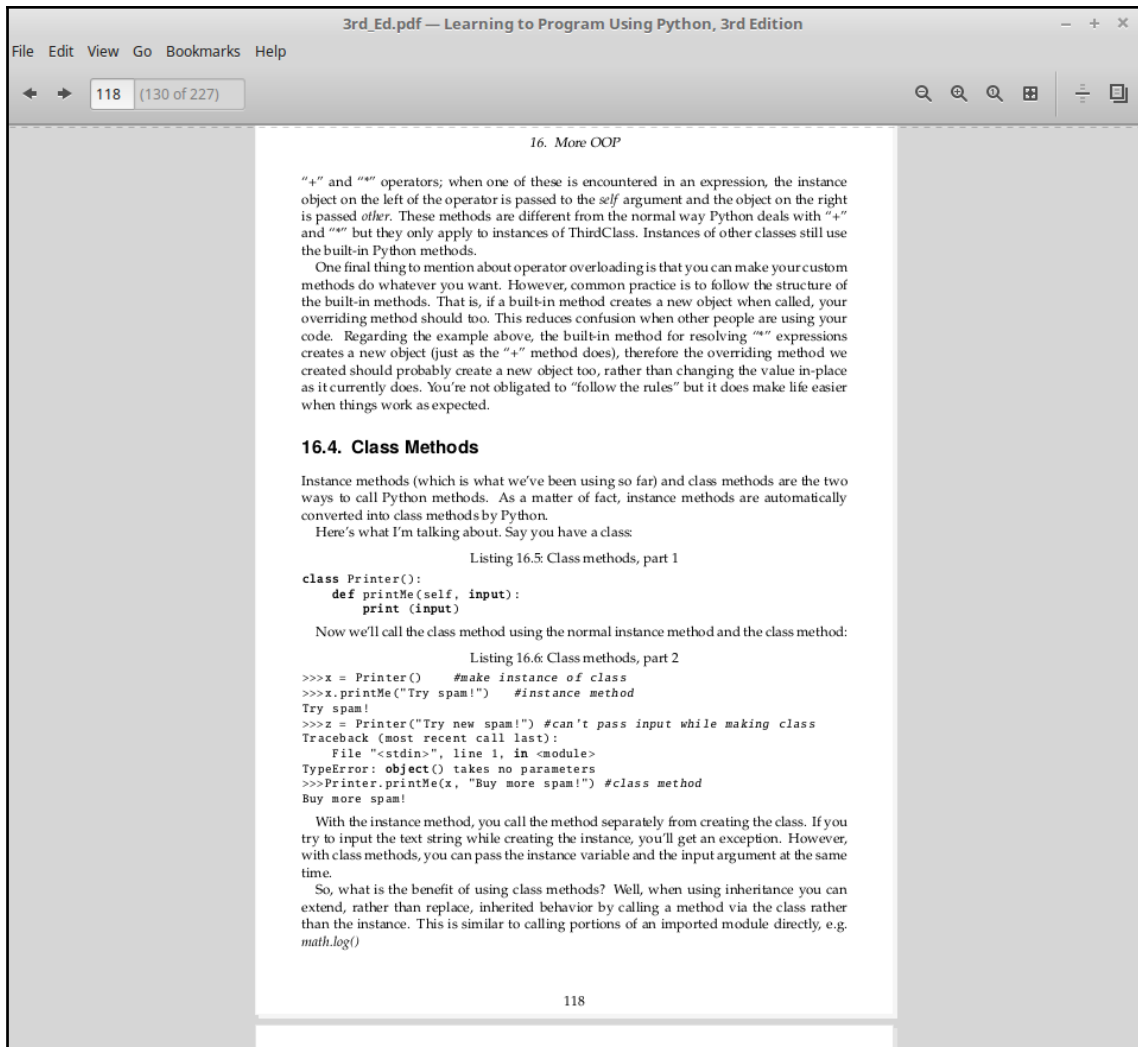 3rd_Ed.pdf — Learning to Program Using Python, 3rd Edition
File Edit View Go Bookmarks Help
118 (130 of 227)
16. More OOP
“+” and “*” operators; when one of these is encountered in an expression, the instance
object on the left of the operator is passed to the self argument and the object on the right
is passed other. These methods are different from the normal way Python deals with “+”
and “*” but they only apply to instances of ThirdClass. Instances of other classes still use
the built-in Python methods.
One final thing to mention about operator overloading is that you can make your custom
methods do whatever you want. However, common practice is to follow the structure of
the built-in methods. That is, if a built-in method creates a new object when called, your
overriding method should too. This reduces confusion when other people are using your
code. Regarding the example above, the built-in method for resolving “*” expressions
creates a new object (just as the “+” method does), therefore the overriding method we
created should probably create a new object too, rather than changing the value in-place
as it currently does. You’re not obligated to “follow the rules” but it does make life easier
when things work as expected.
16.4. Class Methods
Instance methods (which is what we’ve been using so far) and class methods are the two
ways to call Python methods. As a matter of fact, instance methods are automatically
converted into class methods by Python.
Here’s what I’m talking about. Say you have a class:
Listing 16.5: Class methods, part 1
class Printer():
    def printMe(self, input):
        print (input)
Now we’ll call the class method using the normal instance method and the class method:
Listing 16.6: Class methods, part 2
>>>x = Printer()    #make instance of class
>>>x.printMe("Try spam!")   #instance method
Try spam!
>>>z = Printer("Try new spam!") #can't pass input while making class
Traceback (most recent call last):
    File "<stdin>", line 1, in <module>
TypeError: object() takes no parameters
>>>Printer.printMe(x, "Buy more spam!") #class method
Buy more spam!
With the instance method, you call the method separately from creating the class. If you
try to input the text string while creating the instance, you’ll get an exception. However,
with class methods, you can pass the instance variable and the input argument at the same
time.
So, what is the benefit of using class methods? Well, when using inheritance you can
extend, rather than replace, inherited behavior by calling a method via the class rather
than the instance. This is similar to calling portions of an imported module directly, e.g.
math.log()
118